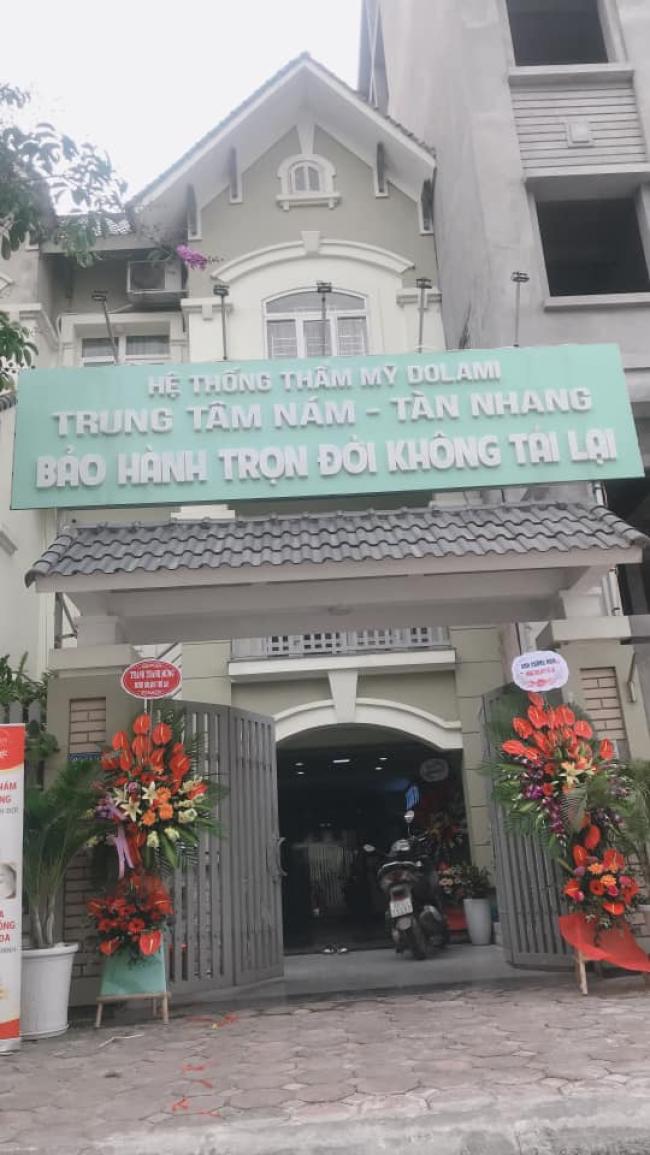 HỆ THỐNG THẨM MỸ DOLAMI
TRUNG TÂM NÁM - TÀN NHANG
BẢO HÀNH TRỌN ĐỜI KHÔNG TÁI LẠI